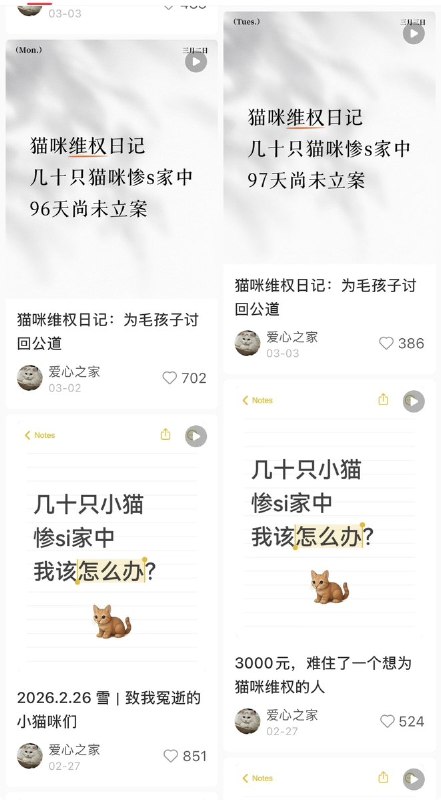 03-03
(Mon.)
三月二日
猫咪维权日记
几十只猫咪惨s家中
96天尚未立案
猫咪维权日记：为毛孩子讨
回公道
爱心之家
03-02
702
Notes
几十只小猫
惨si家中
我该怎么办?
2026.2.26 雪 | 致我冤逝的
小猫咪们
爱心之家
02-27
851
(Tues.)
猫咪维权日记
几十只猫咪惨s家中
97天尚未立案
猫咪维权日记：为毛孩子讨
回公道
爱心之家
03-03
386
Notes
几十只小猫
惨si家中
我该怎么办?
3000元，难住了一个想为
猫咪维权的人
爱心之家
02-27
524
Notes